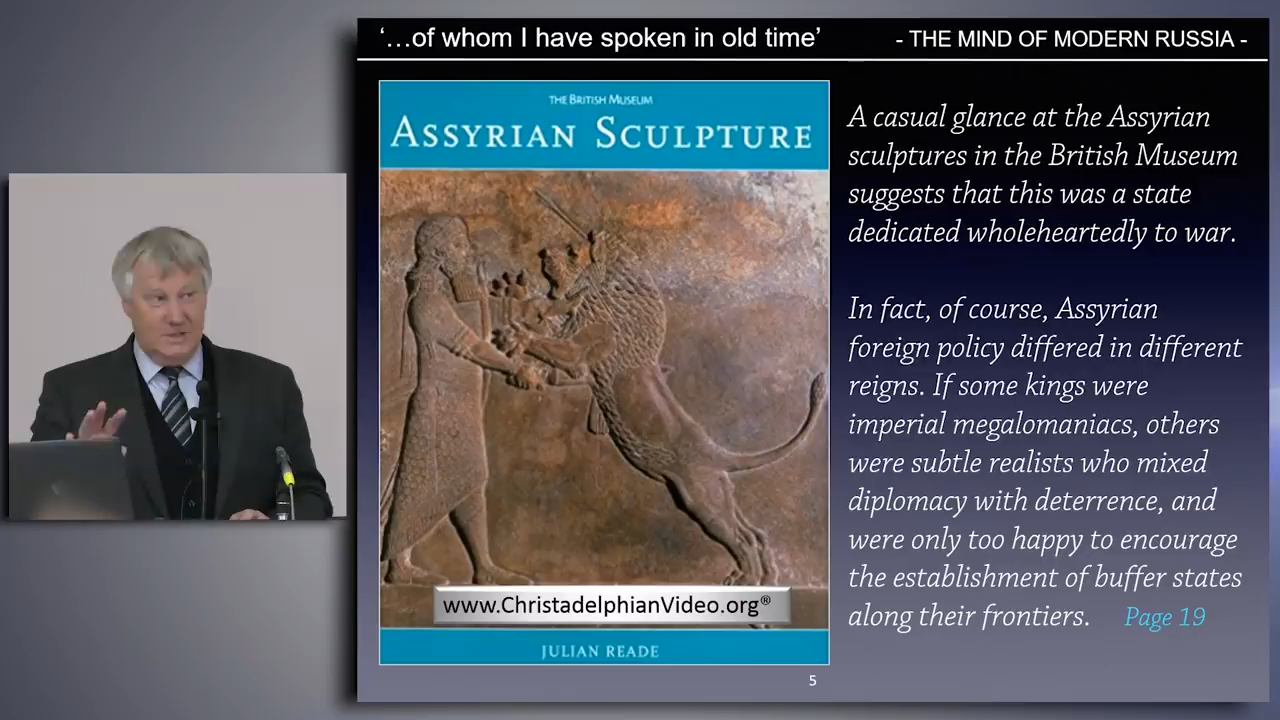 ‘...of whom I have spoken in old time’
- THE MIND OF MODERN RUSSIA -
THE BRITISH MUSEUM
ASSYRIAN SCULPTURE
www.ChristadelphianVideo.org®
JULIAN READE
A casual glance at the Assyrian
sculptures in the British Museum
suggests that this was a state
dedicated wholeheartedly to war.
In fact, of course, Assyrian
foreign policy differed in different
reigns. If some kings were
imperial megalomaniacs, others
were subtle realists who mixed
diplomacy with deterrence, and
were only too happy to encourage
the establishment of buffer states
along their frontiers. Page 19
5